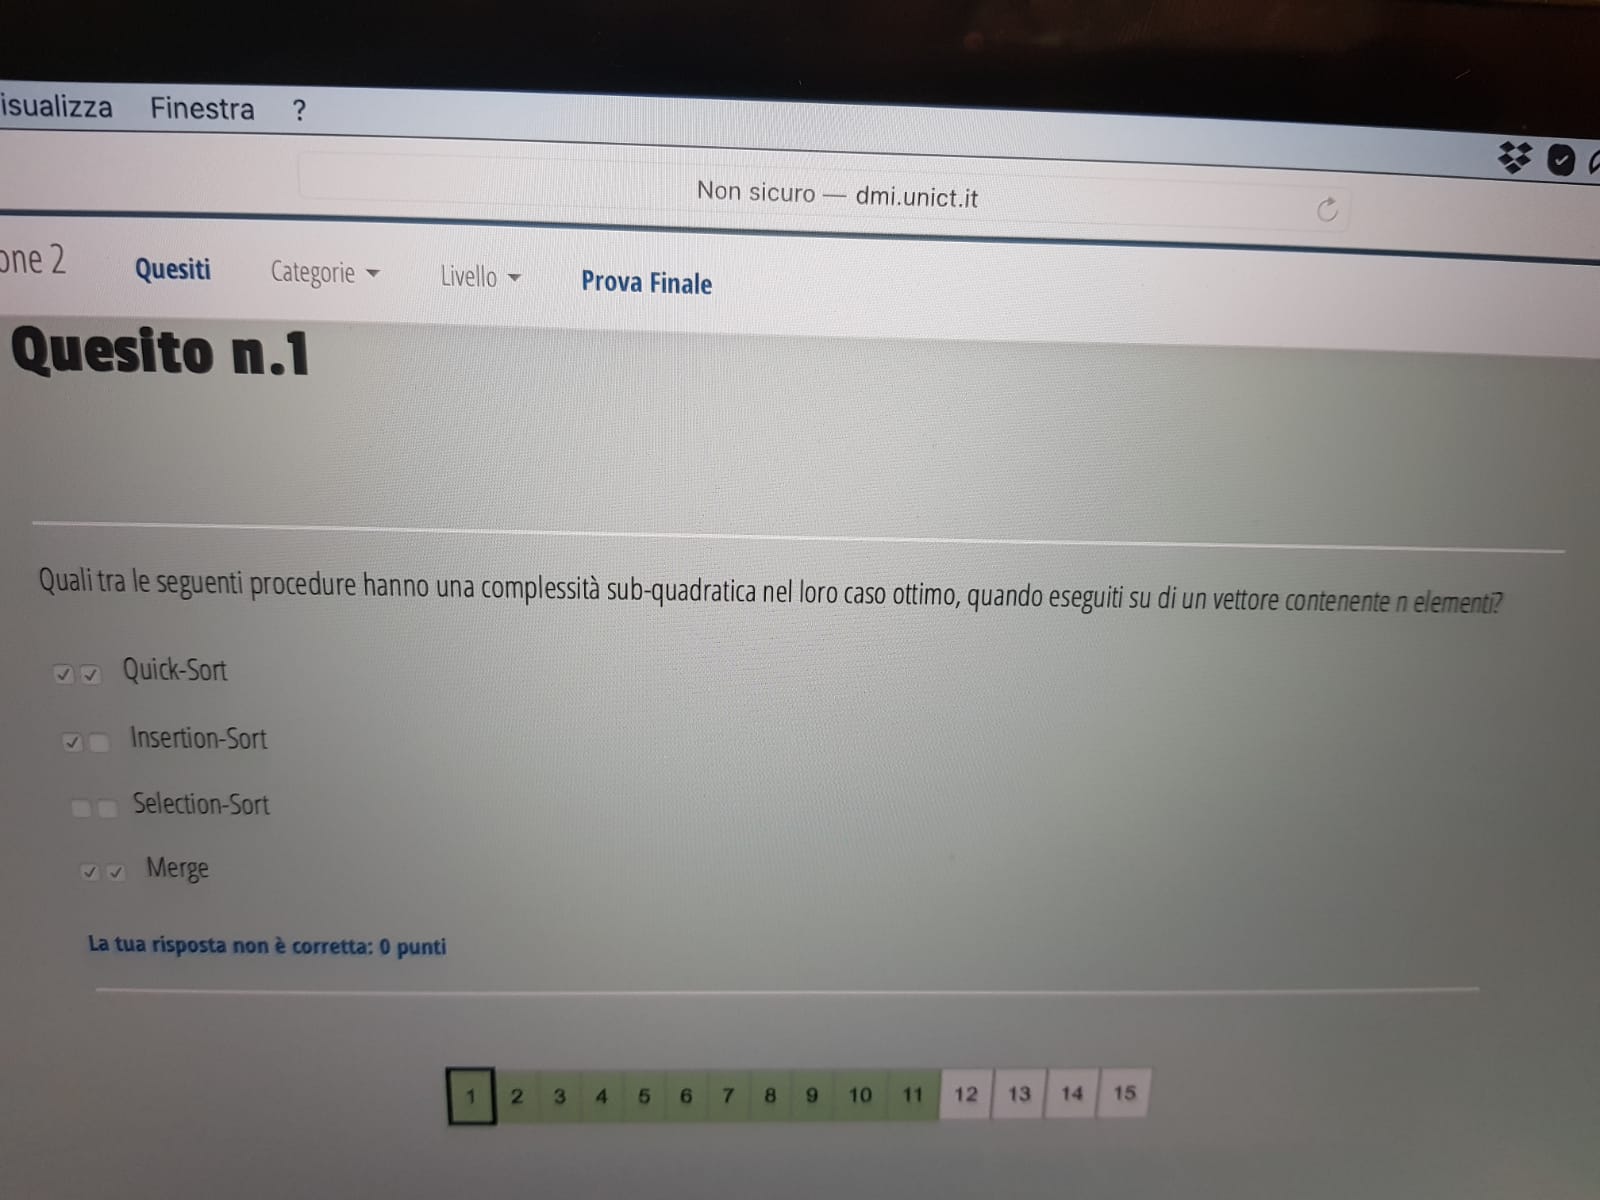 isualizza Finestra ?
Non sicuro — dmi.unict.it
one 2 Quesiti Categorie Livello Prova Finale
Quesito n.1
Quali tra le seguenti procedure hanno una complessità sub-quadratica nel loro caso ottimo, quando eseguiti su di un vettore contenente n elementi?
Quick-Sort
Insertion-Sort
Selection-Sort
Merge
La tua risposta non è corretta: 0 punti
1 2 3 4 5 6 7 8 9 10 11 12 13 14 15